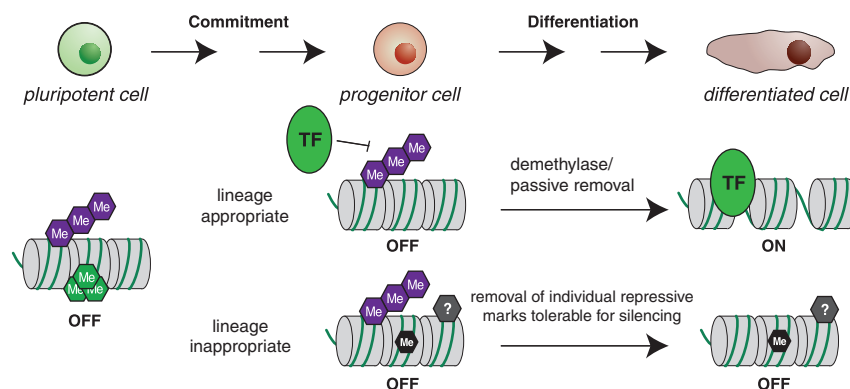 Commitment
Differentiation
pluripotent cell
progenitor cell
differentiated cell
TF
Me
Me
Me
lineage
appropriate
OFF
demethylase/
passive removal
TF
ON
Me
Me
Me
Me
Me
Me
OFF
lineage
inappropriate
Me
Me
Me
?
Me
OFF
removal of individual repressive
marks tolerable for silencing
?
Me
OFF